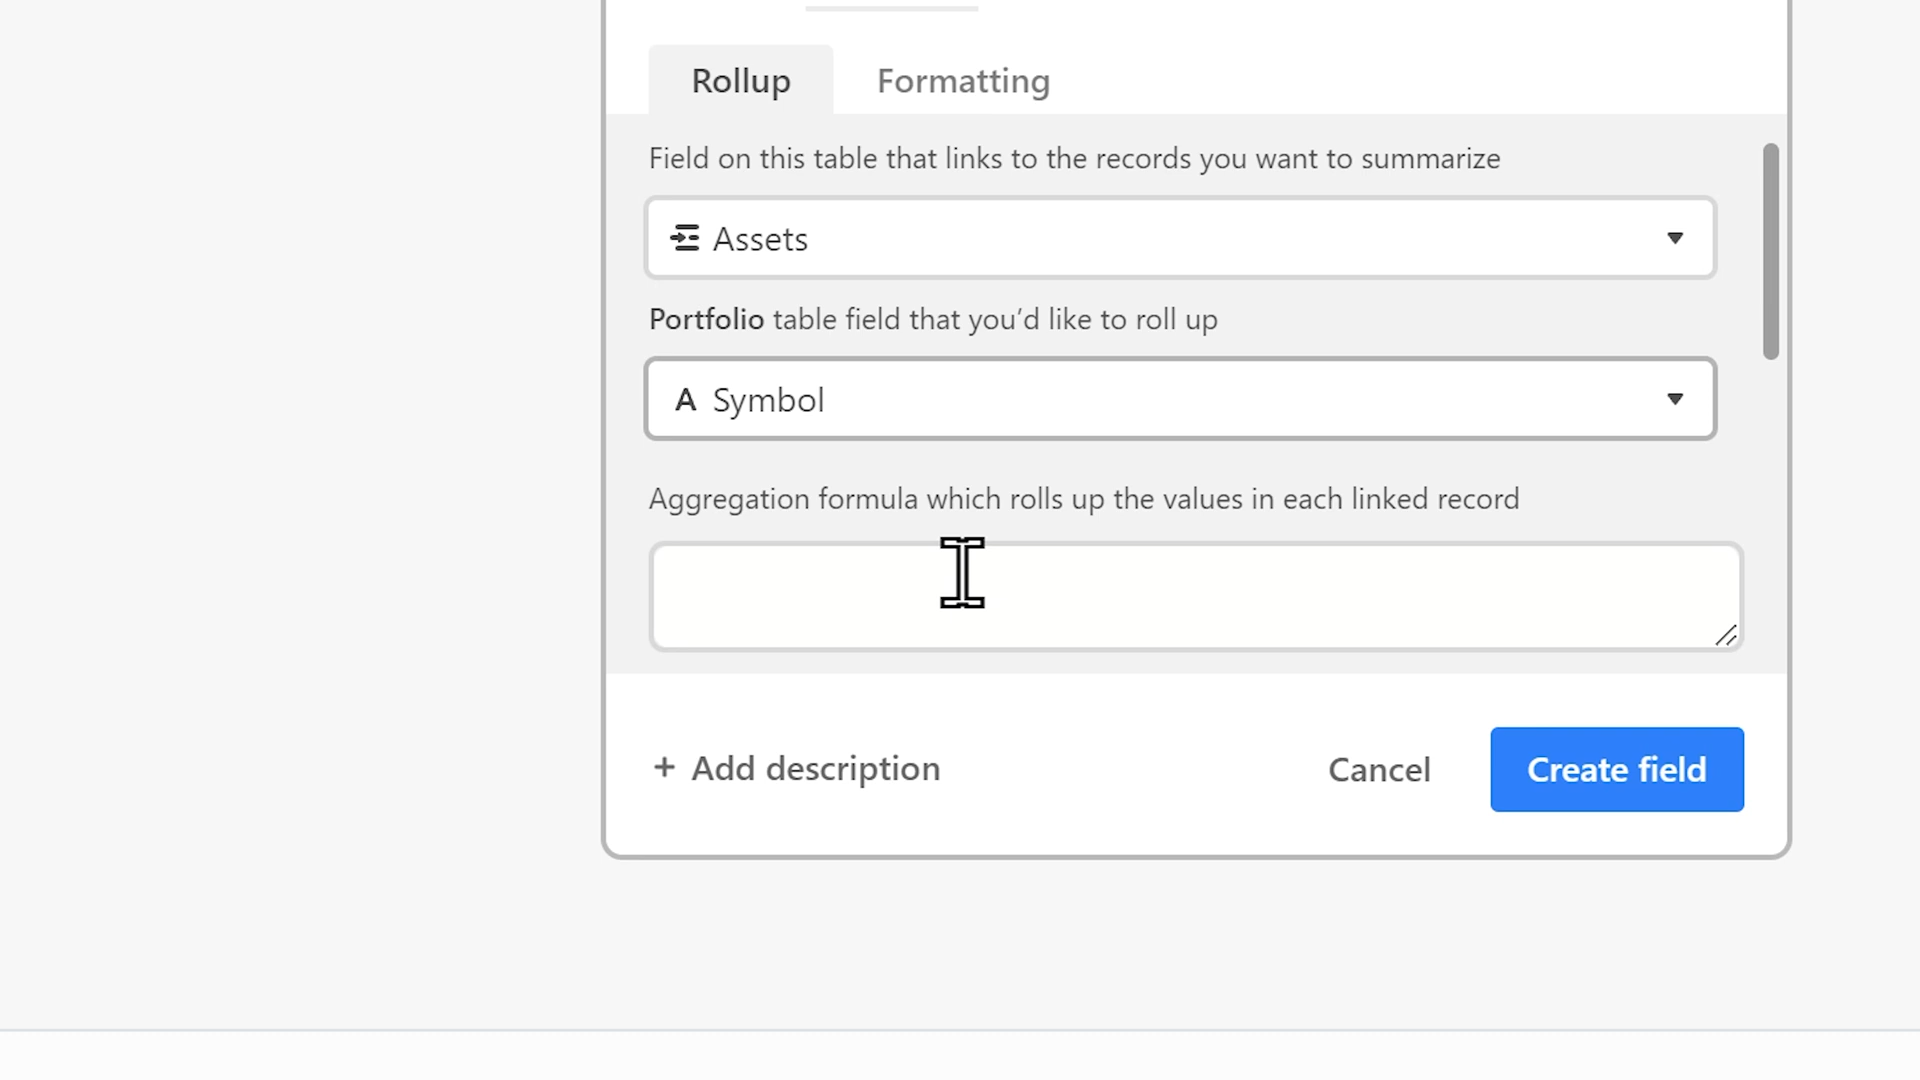 Rollup Formatting
Field on this table that links to the records you want to summarize
Assets
Portfolio table field that you’d like to roll up
A Symbol
Aggregation formula which rolls up the values in each linked record
+ Add description Cancel Create field